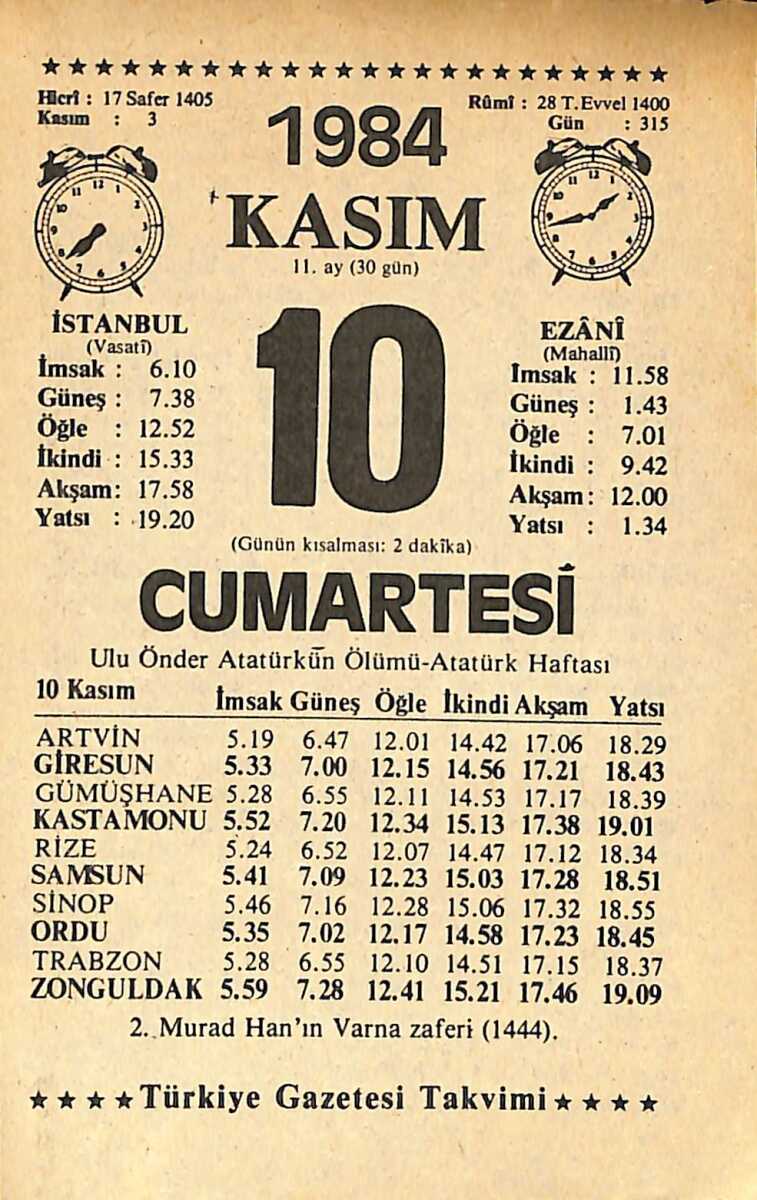 Hicrî : 17 Safer 1405
Kasım : 3
Rûmî : 28 T. Evvel 1400
Gün : 315
1984
KASIM
11. ay (30 gün)
10
İSTANBUL
(Vasatî)
İmsak : 6.10
Güneş : 7.38
Öğle : 12.52
İkindi : 15.33
Akşam: 17.58
Yatsı : 19.20
EZÂNÎ
(Mahallî)
İmsak : 11.58
Güneş : 1.43
Öğle : 7.01
İkindi : 9.42
Akşam: 12.00
Yatsı : 1.34
(Günün kısalması: 2 dakîka)
CUMARTESİ
Ulu Önder Atatürkün Ölümü-Atatürk Haftası
10 Kasım İmsak Güneş Öğle İkindi Akşam Yatsı
ARTVİN 5.19 6.47 12.01 14.42 17.06 18.29
GİRESUN 5.33 7.00 12.15 14.56 17.21 18.43
GÜMÜŞHANE 5.28 6.55 12.11 14.53 17.17 18.39
KASTAMONU 5.52 7.20 12.34 15.13 17.38 19.01
RİZE 5.24 6.52 12.07 14.47 17.12 18.34
SAMSUN 5.41 7.09 12.23 15.03 17.28 18.51
SİNOP 5.46 7.16 12.28 15.06 17.32 18.55
ORDU 5.35 7.02 12.17 14.58 17.23 18.45
TRABZON 5.28 6.55 12.10 14.51 17.15 18.37
ZONGULDAK 5.59 7.28 12.41 15.21 17.46 19.09
2. Murad Han'ın Varna zaferi (1444).
Türkiye Gazetesi Takvimi